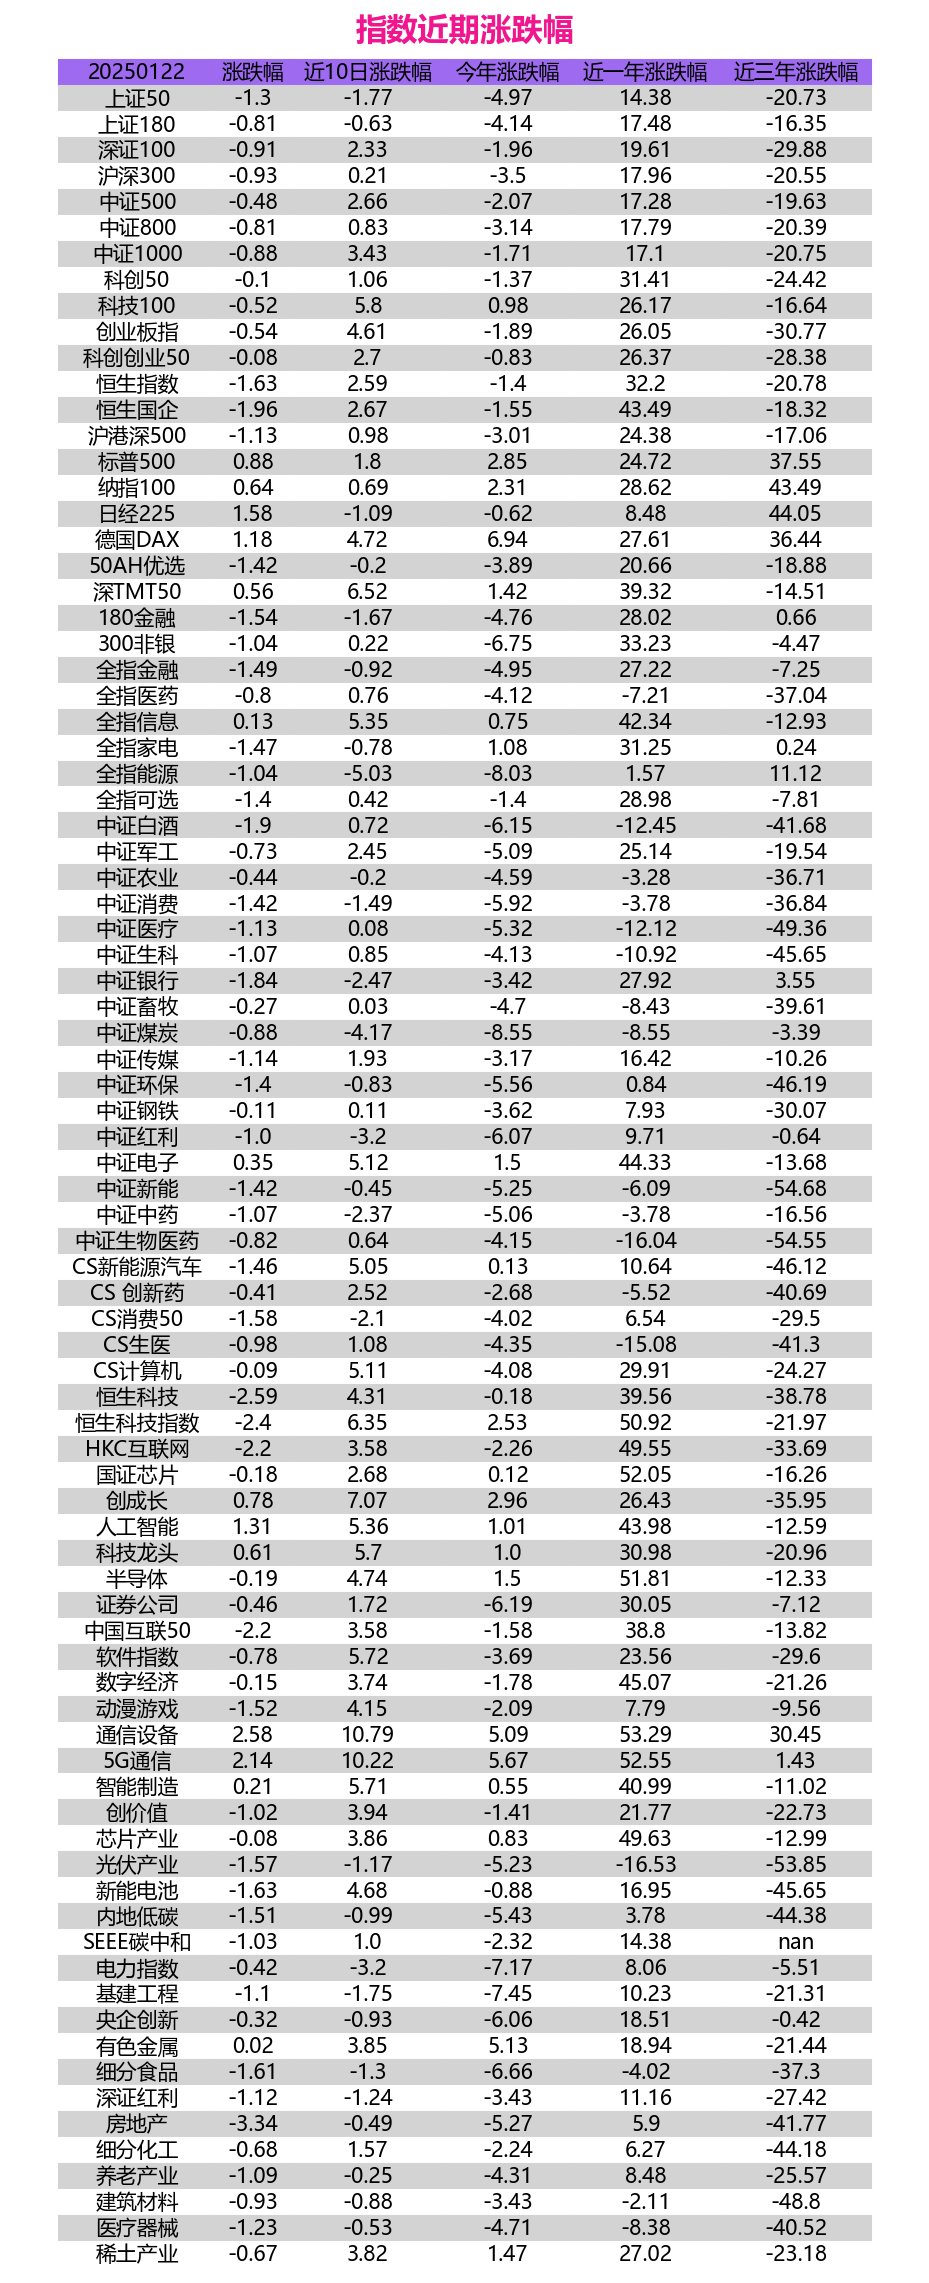 指数近期涨跌幅
20250122 涨跌幅 近10日涨跌幅 今年涨跌幅 近一年涨跌幅 近三年涨跌幅
上证50 -1.3 -1.77 -4.97 14.38 -20.73
上证180 -0.81 -0.63 -4.14 17.48 -16.35
深证100 -0.91 2.33 -1.96 19.61 -29.88
沪深300 -0.93 0.21 -3.5 17.96 -20.55
中证500 -0.48 2.66 -2.07 17.28 -19.63
中证800 -0.81 0.83 -3.14 17.79 -20.39
中证1000 -0.88 3.43 -1.71 17.1 -20.75
科创50 -0.1 1.06 -1.37 31.41 -24.42
科技100 -0.52 5.8 0.98 26.17 -16.64
创业板指 -0.54 4.61 -1.89 26.05 -30.77
科创创业50 -0.08 2.7 -0.83 26.37 -28.38
恒生指数 -1.63 2.59 -1.4 32.2 -20.78
恒生国企 -1.96 2.67 -1.55 43.49 -18.32
沪港深500 -1.13 0.98 -3.01 24.38 -17.06
标普500 0.88 1.8 2.85 24.72 37.55
纳指100 0.64 0.69 2.31 28.62 43.49
日经225 1.58 -1.09 -0.62 8.48 44.05
德国DAX 1.18 4.72 6.94 27.61 36.44
50AH优选 -1.42 -0.2 -3.89 20.66 -18.88
深TMT50 0.56 6.52 1.42 39.32 -14.51
180金融 -1.54 -1.67 -4.76 28.02 0.66
300非银 -1.04 0.22 -6.75 33.23 -4.47
全指金融 -1.49 -0.92 -4.95 27.22 -7.25
全指医药 -0.8 0.76 -4.12 -7.21 -37.04
全指信息 0.13 5.35 0.75 42.34 -12.93
全指家电 -1.47 -0.78 1.08 31.25 0.24
全指能源 -1.04 -5.03 -8.03 1.57 11.12
全指可选 -1.4 0.42 -1.4 28.98 -7.81
中证白酒 -1.9 0.72 -6.15 -12.45 -41.68
中证军工 -0.73 2.45 -5.09 25.14 -19.54
中证农业 -0.44 -0.2 -4.59 -3.28 -36.71
中证消费 -1.42 -1.49 -5.92 -3.78 -36.84
中证医疗 -1.13 0.08 -5.32 -12.12 -49.36
中证生科 -1.07 0.85 -4.13 -10.92 -45.65
中证银行 -1.84 -2.47 -3.42 27.92 3.55
中证畜牧 -0.27 0.03 -4.7 -8.43 -39.61
中证煤炭 -0.88 -4.17 -8.55 -8.55 -3.39
中证传媒 -1.14 1.93 -3.17 16.42 -10.26
中证环保 -1.4 -0.83 -5.56 0.84 -46.19
中证钢铁 -0.11 0.11 -3.62 7.93 -30.07
中证红利 -1.0 -3.2 -6.07 9.71 -0.64
中证电子 0.35 5.12 1.5 44.33 -13.68
中证新能 -1.42 -0.45 -5.25 -6.09 -54.68
中证中药 -1.07 -2.37 -5.06 -3.78 -16.56
中证生物医药 -0.82 0.64 -4.15 -16.04 -54.55
CS新能源汽车 -1.46 5.05 0.13 10.64 -46.12
CS 创新药 -0.41 2.52 -2.68 -5.52 -40.69
CS消费50 -1.58 -2.1 -4.02 6.54 -29.5
CS生医 -0.98 1.08 -4.35 -15.08 -41.3
CS计算机 -0.09 5.11 -4.08 29.91 -24.27
恒生科技 -2.59 4.31 -0.18 39.56 -38.78
恒生科技指数 -2.4 6.35 2.53 50.92 -21.97
HKC互联网 -2.2 3.58 -2.26 49.55 -33.69
国证芯片 -0.18 2.68 0.12 52.05 -16.26
创成长 0.78 7.07 2.96 26.43 -35.95
人工智能 1.31 5.36 1.01 43.98 -12.59
科技龙头 0.61 5.7 1.0 30.98 -20.96
半导体 -0.19 4.74 1.5 51.81 -12.33
证券公司 -0.46 1.72 -6.19 30.05 -7.12
中国互联50 -2.2 3.58 -1.58 38.8 -13.82
软件指数 -0.78 5.72 -3.69 23.56 -29.6
数字经济 -0.15 3.74 -1.78 45.07 -21.26
动漫游戏 -1.52 4.15 -2.09 7.79 -9.56
通信设备 2.58 10.79 5.09 53.29 30.45
5G通信 2.14 10.22 5.67 52.55 1.43
智能制造 0.21 5.71 0.55 40.99 -11.02
创价值 -1.02 3.94 -1.41 21.77 -22.73
芯片产业 -0.08 3.86 0.83 49.63 -12.99
光伏产业 -1.57 -1.17 -5.23 -16.53 -53.85
新能电池 -1.63 4.68 -0.88 16.95 -45.65
内地低碳 -1.51 -0.99 -5.43 3.78 -44.38
SEEE碳中和 -1.03 1.0 -2.32 14.38 nan
电力指数 -0.42 -3.2 -7.17 8.06 -5.51
基建工程 -1.1 -1.75 -7.45 10.23 -21.31
央企创新 -0.32 -0.93 -6.06 18.51 -0.42
有色金属 0.02 3.85 5.13 18.94 -21.44
细分食品 -1.61 -1.3 -6.66 -4.02 -37.3
深证红利 -1.12 -1.24 -3.43 11.16 -27.42
房地产 -3.34 -0.49 -5.27 5.9 -41.77
细分化工 -0.68 1.57 -2.24 6.27 -44.18
养老产业 -1.09 -0.25 -4.31 8.48 -25.57
建筑材料 -0.93 -0.88 -3.43 -2.11 -48.8
医疗器械 -1.23 -0.53 -4.71 -8.38 -40.52
稀土产业 -0.67 3.82 1.47 27.02 -23.18